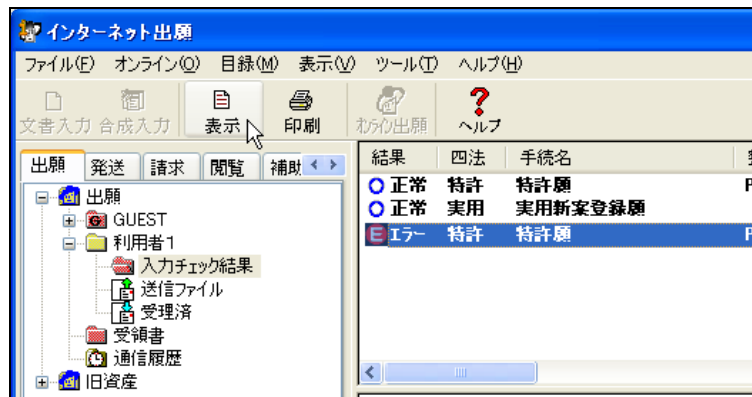 インターネット出願
ファイル(F) オンライン(O) 目録(M) 表示(V) ツール(T) ヘルプ(H)
文書入力 合成入力 表示 印刷 オンライン出願 ヘルプ
出願 発送 請求 閲覧 補助
結果 四法 手続名
正常 特許 特許願 P
正常 実用 実用新案登録願
E エラー 特許 特許願 P
出願
GUEST
利用者1
入力チェック結果
送信ファイル
受理済
受領書
通信履歴
旧資産